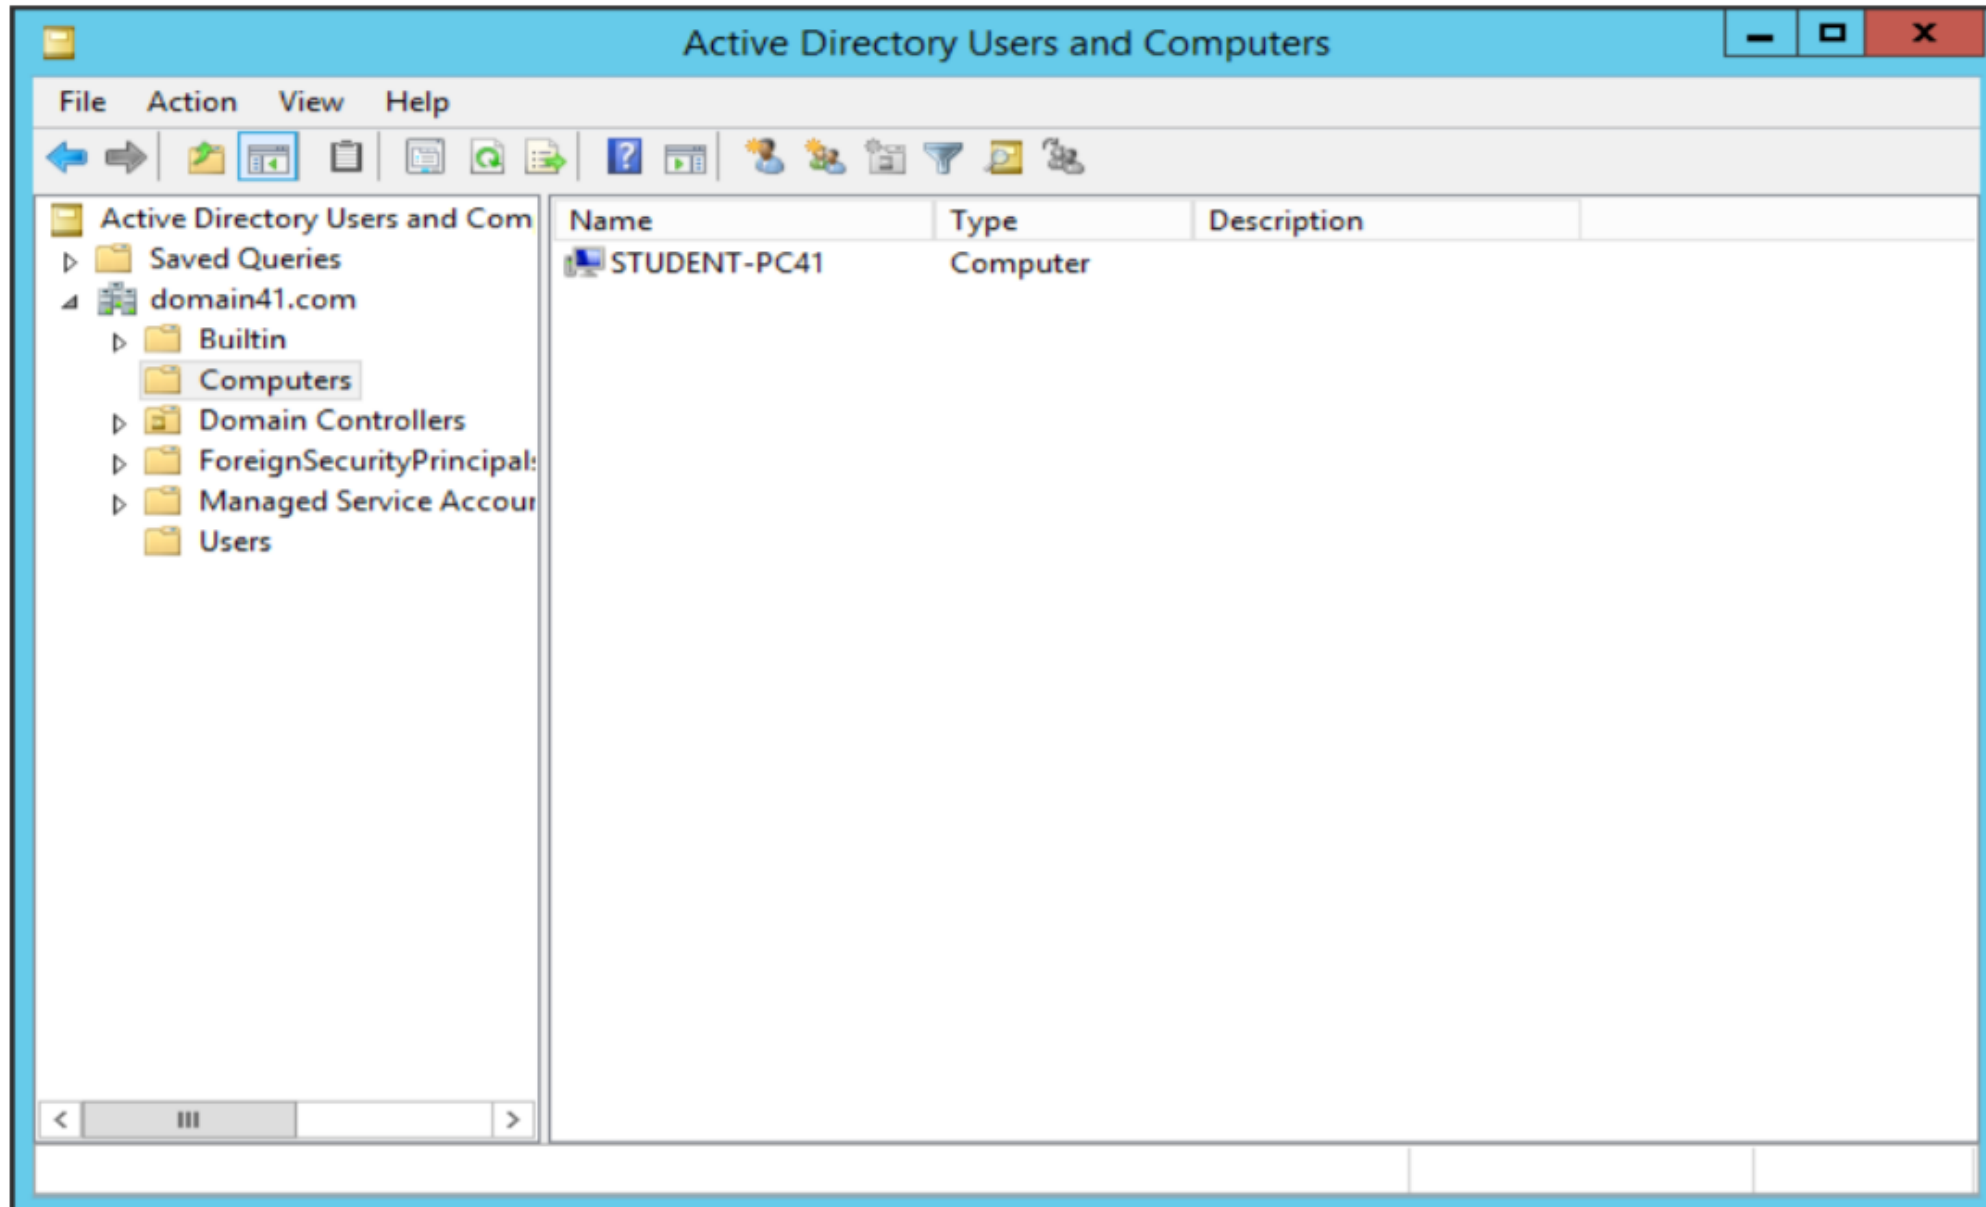 Active Directory Users and Computers
File Action View Help
Active Directory Users and Com
Saved Queries
domain41.com
Builtin
Computers
Domain Controllers
ForeignSecurityPrincipals
Managed Service Accour
Users
Name Type Description
STUDENT-PC41 Computer